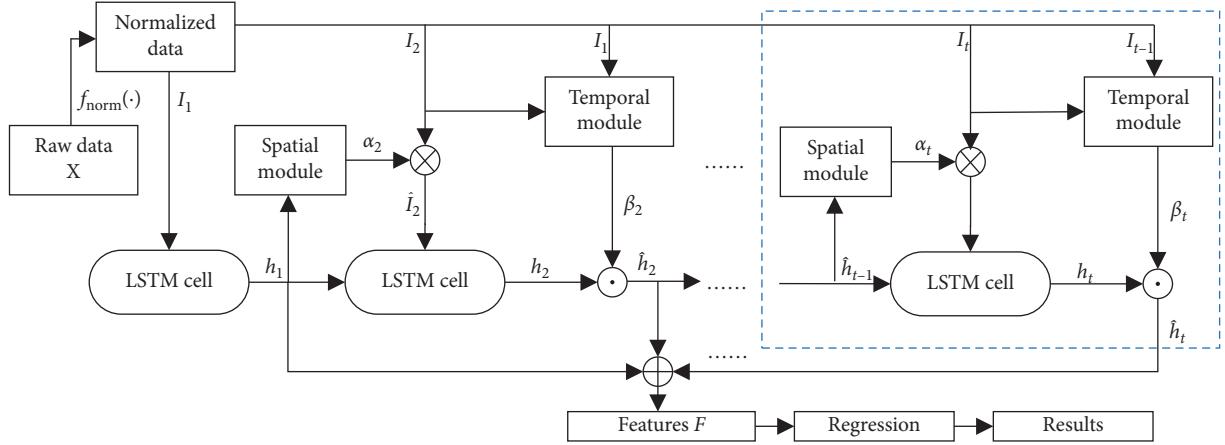 Normalized
data
I₂
I₁
Iₜ
Iₜ₋₁
f_norm(·)
I₁
Temporal
module
Temporal
module
Raw data
X
Spatial
module
α₂
......
Spatial
module
αₜ
Î₂
β₂
βₜ
LSTM cell
h₁
LSTM cell
h₂
ĥ₂
......
ĥₜ₋₁
LSTM cell
hₜ
ĥₜ
......
Features F
Regression
Results